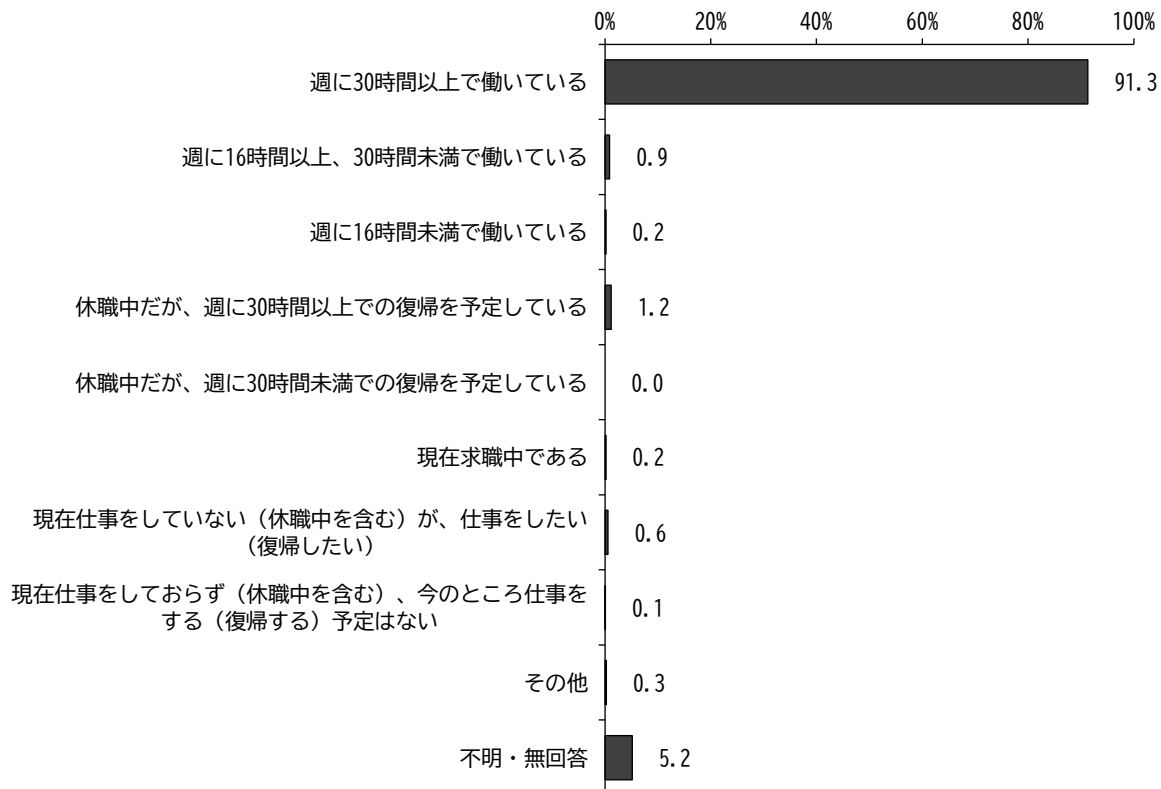 0% 20% 40% 60% 80% 100%
週に30時間以上で働いている 91.3
週に16時間以上、30時間未満で働いている 0.9
週に16時間未満で働いている 0.2
休職中だが、週に30時間以上での復帰を予定している 1.2
休職中だが、週に30時間未満での復帰を予定している 0.0
現在求職中である 0.2
現在仕事をしていない（休職中を含む）が、仕事をしたい
（復帰したい） 0.6
現在仕事をしておらず（休職中を含む）、今のところ仕事を
する（復帰する）予定はない 0.1
その他 0.3
不明・無回答 5.2